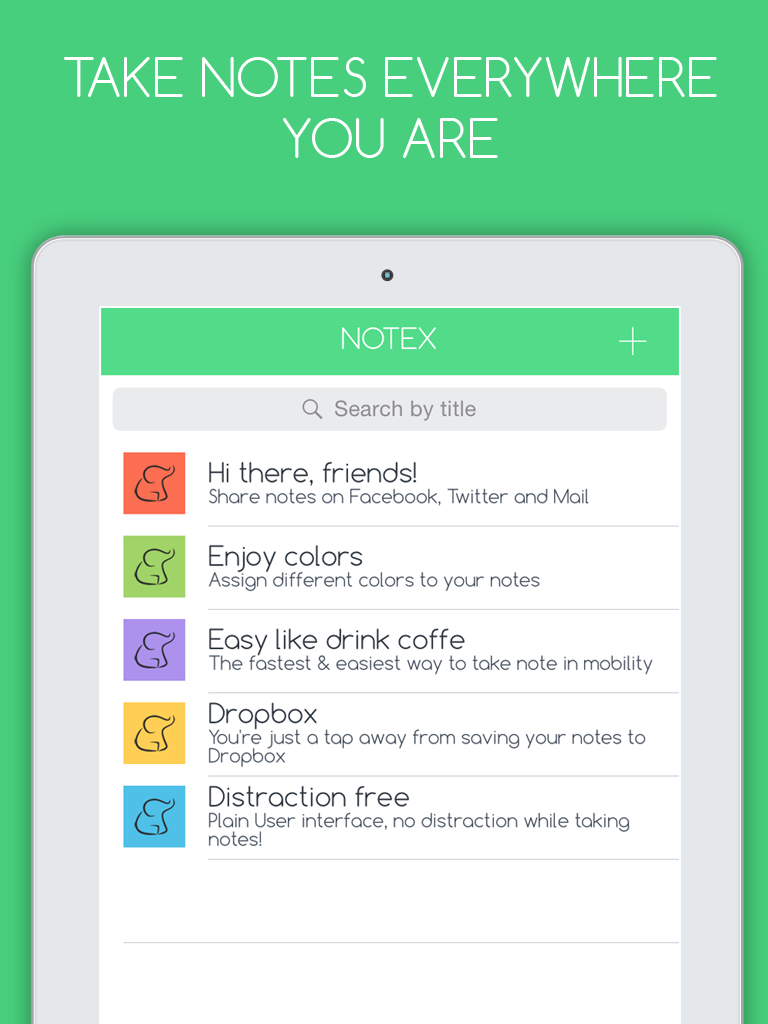 TAKE NOTES EVERYWHERE
YOU ARE
NOTEX
Search by title
Hi there, friends!
Share notes on Facebook, Twitter and Mail
Enjoy colors
Assign different colors to your notes
Easy like drink coffe
The fastest & easiest way to take note in mobility
Dropbox
You're just a tap away from saving your notes to
Dropbox
Distraction free
Plain User interface, no distraction while taking
notes!